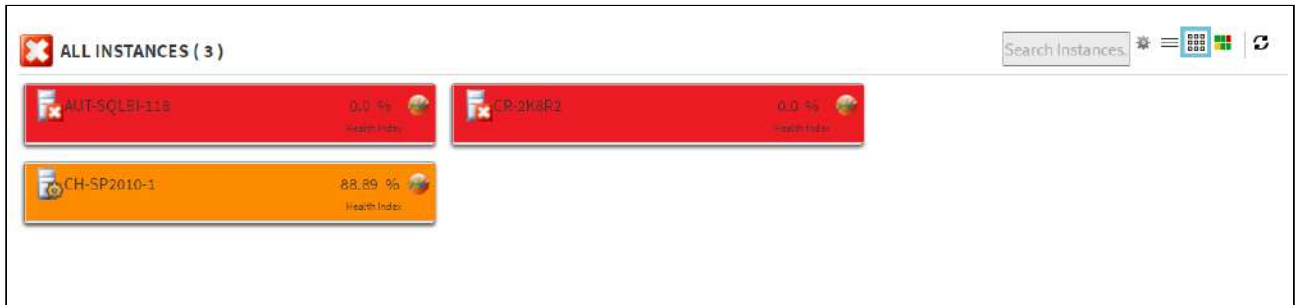 ALL INSTANCES ( 3 )
Search Instances.
AUT-SQLBI-118 0.0 %
Health Index
CR-2K8R2 0.0 %
Health Index
CH-SP2010-1 88.89 %
Health Index